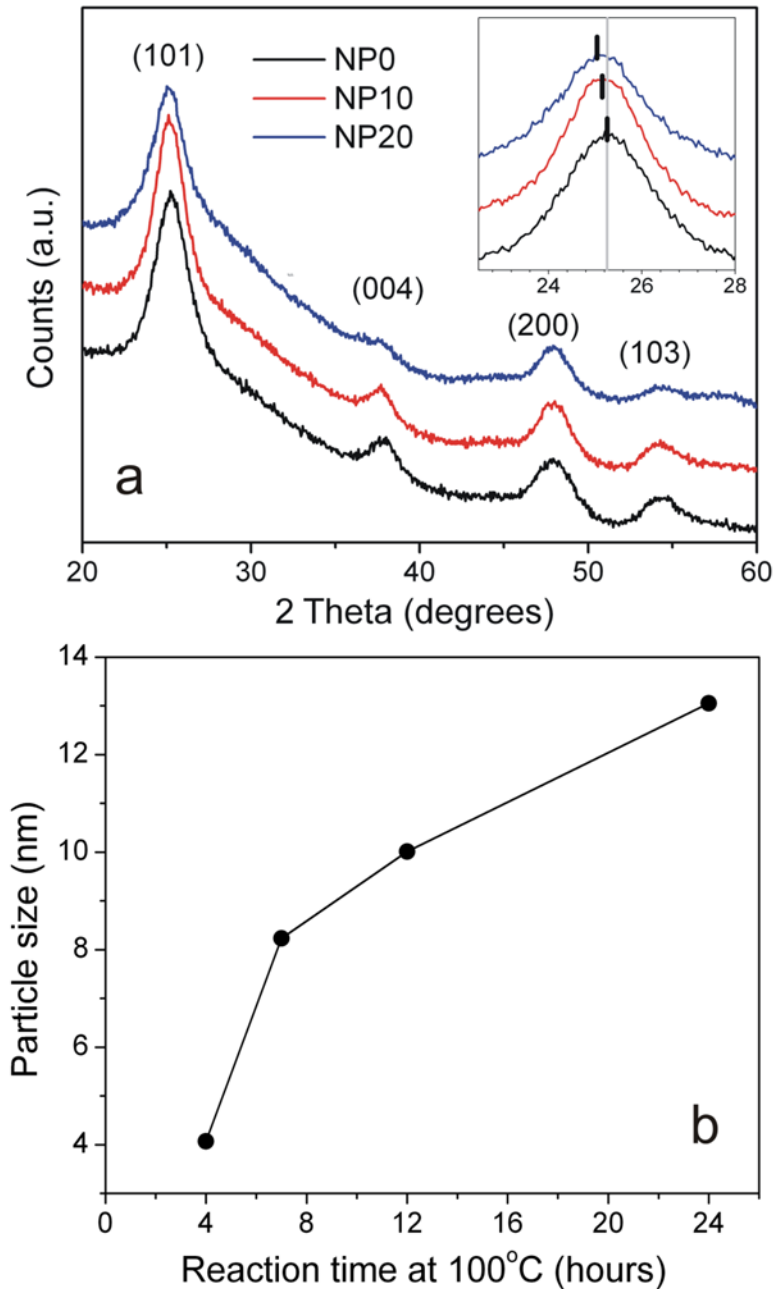 (101)
NP0
NP10
NP20
24 26 28
(004)
(200)
(103)
Counts (a.u.)
a
20 30 40 50 60
2 Theta (degrees)
14
12
10
8
6
4
Particle size (nm)
b
0 4 8 12 16 20 24
Reaction time at 100°C (hours)